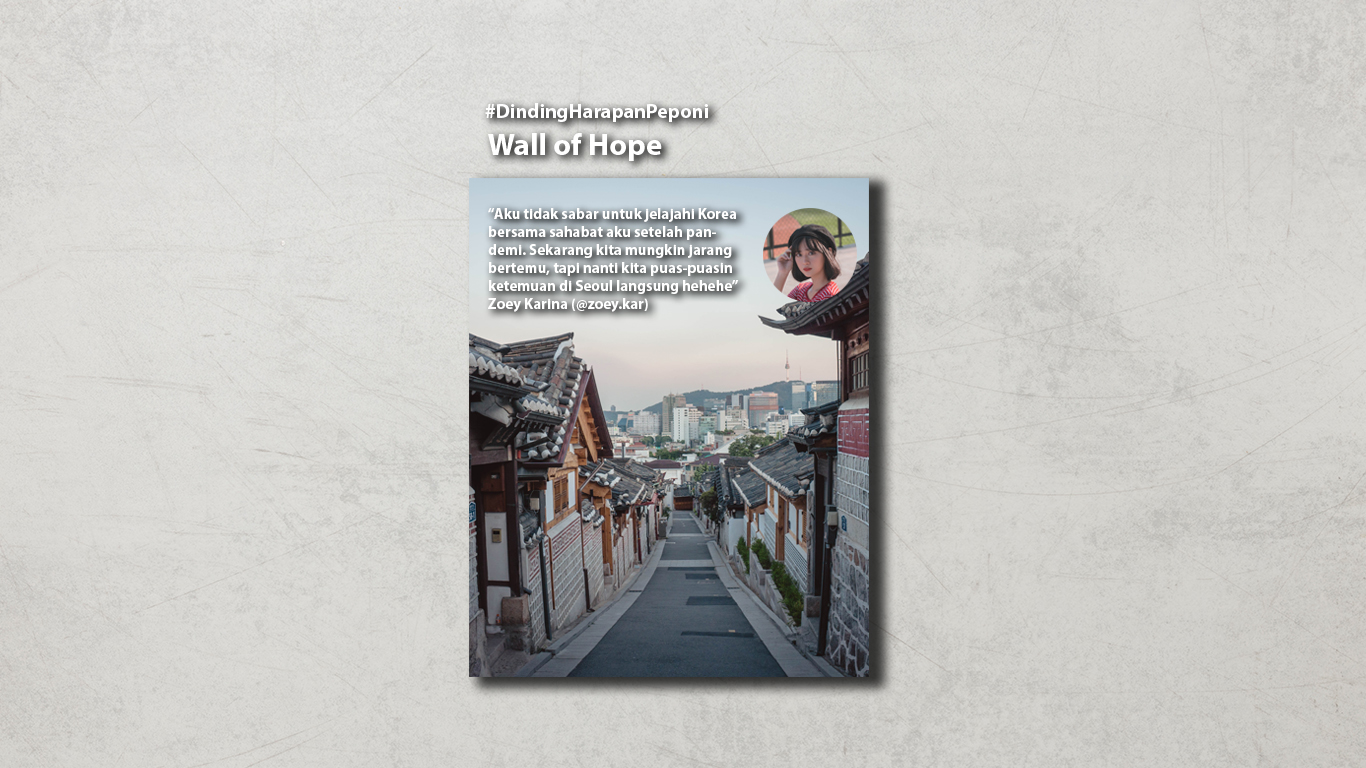 #DindingHarapanPeponi
Wall of Hope
“Aku tidak sabar untuk jelajahi Korea
bersama sahabat aku setelah pan-
demi. Sekarang kita mungkin jarang
bertemu, tapi nanti kita puas-puasin
ketemuan di Seoul langsung hehehe”
Zoey Karina (@zoey.kar)